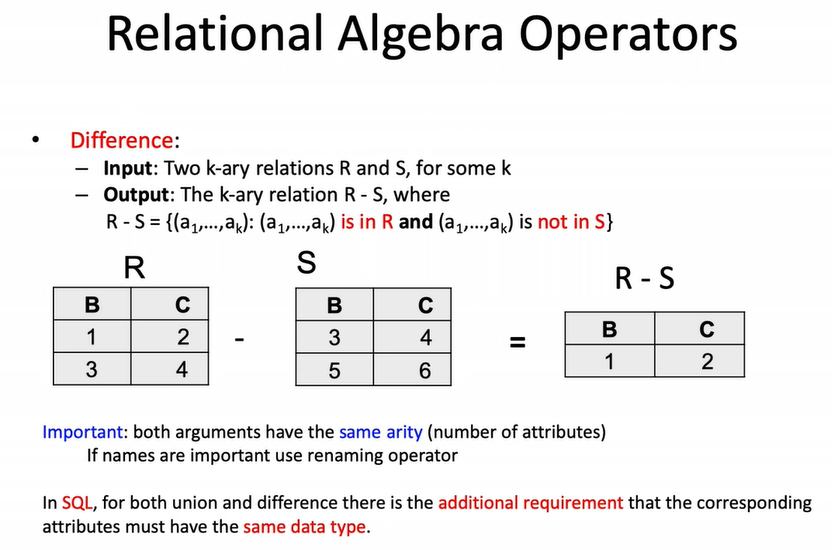 Relational Algebra Operators
• Difference:
– Input: Two k-ary relations R and S, for some k
– Output: The k-ary relation R - S, where
R - S = {(a₁,...,aₖ): (a₁,...,aₖ) is in R and (a₁,...,aₖ) is not in S}
R S R - S
B C
1 2
3 4
-
B C
3 4
5 6
=
B C
1 2
Important: both arguments have the same arity (number of attributes)
If names are important use renaming operator
In SQL, for both union and difference there is the additional requirement that the corresponding
attributes must have the same data type.